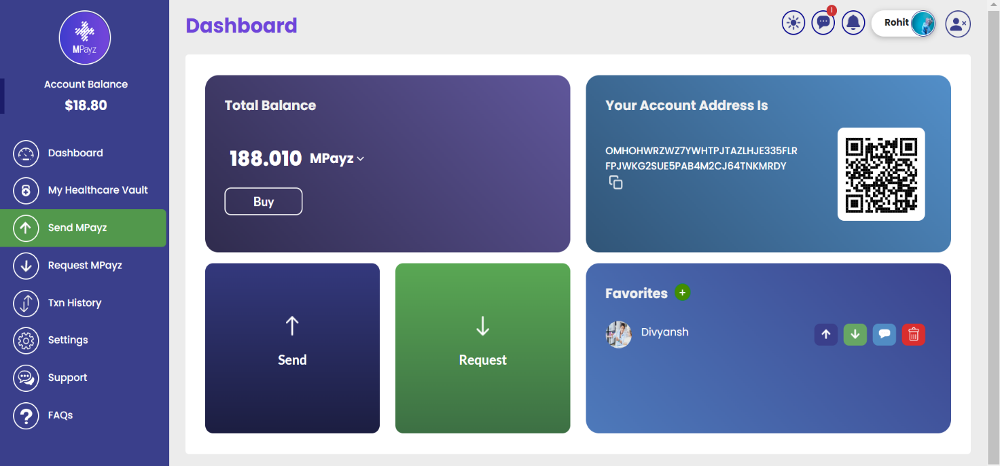 MPayz
Account Balance
$18.80
Dashboard
My Healthcare Vault
Send MPayz
Request MPayz
Txn History
Settings
Support
FAQs
Dashboard
1
Rohit
Total Balance
188.010 MPayz
Buy
Your Account Address Is
OMHOHWRZWZ7YWHTPJTAZLHJE335FLR
FPJWKG2SUE5PAB4M2CJ64TNKMRDY
Send
Request
Favorites +
Divyansh